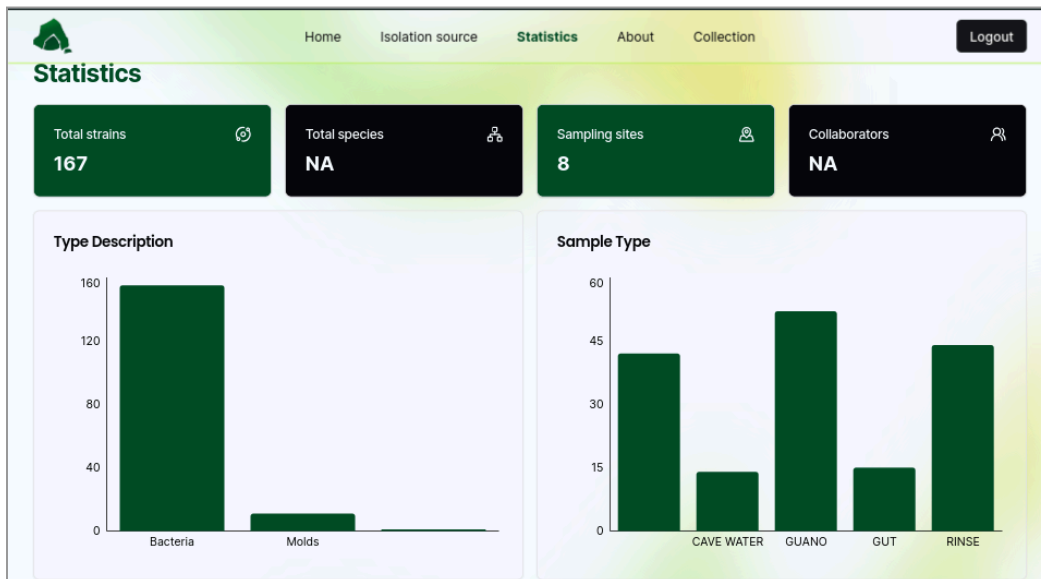 Home Isolation source Statistics About Collection Logout
Statistics
Total strains
167
Total species
NA
Sampling sites
8
Collaborators
NA
Type Description
160
120
80
40
0
Bacteria Molds
Sample Type
60
45
30
15
0
CAVE WATER GUANO GUT RINSE